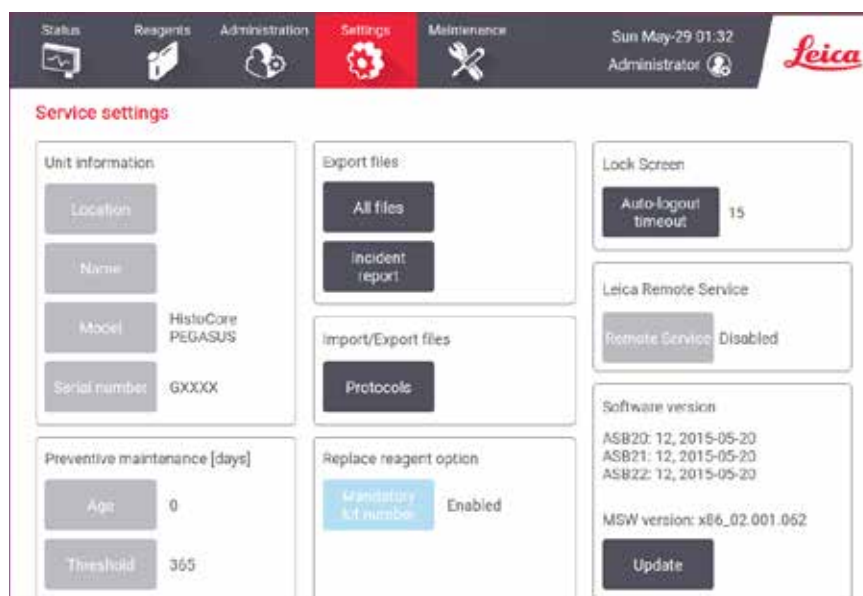 Status
Reagents
Administration
Settings
Maintenance
Sun May-29 01:32
Administrator
Leica
Service settings
Unit information
Location
Name
Model
HistoCore
PEGASUS
Serial number
GXXXX
Preventive maintenance [days]
Age
0
Threshold
365
Export files
All files
Incident
report
Import/Export files
Protocols
Replace reagent option
Mandatory
lot number
Enabled
Lock Screen
Auto-logout
timeout
15
Leica Remote Service
Remote Service
Disabled
Software version
ASB20: 12, 2015-05-20
ASB21: 12, 2015-05-20
ASB22: 12, 2015-05-20
MSW version: x86_02.001.062
Update